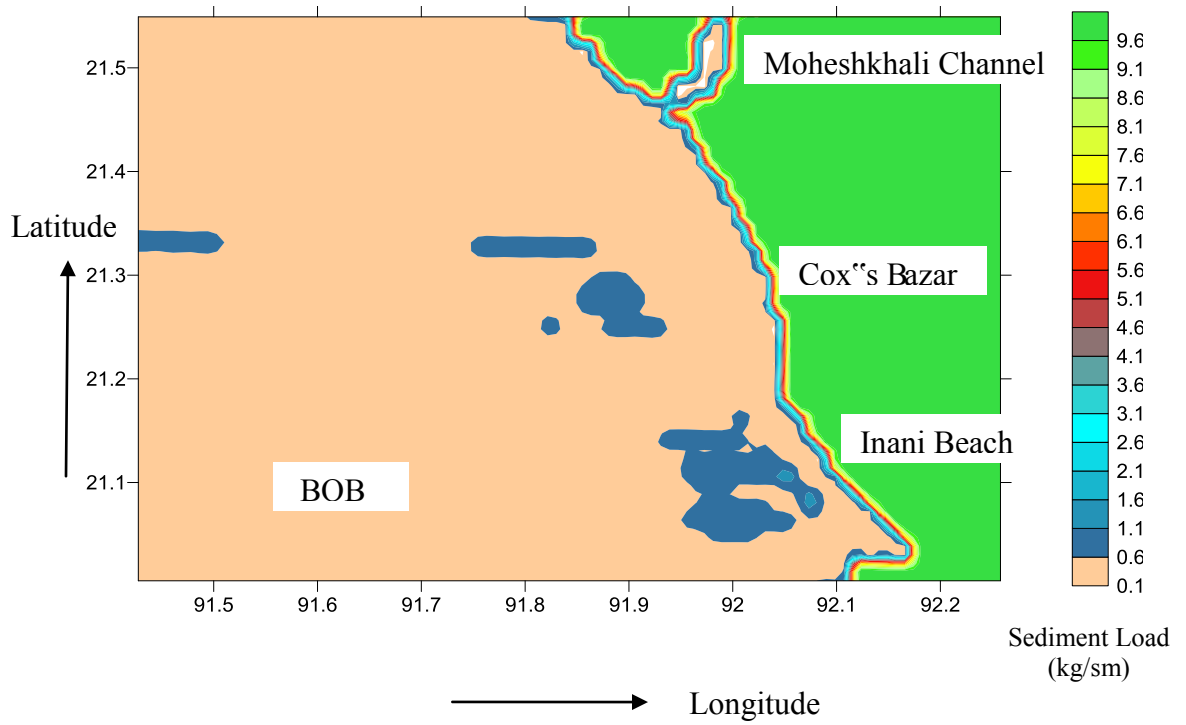 21.5
21.4
21.3
21.2
21.1
Latitude
Moheshkhali Channel
Cox‟s Bazar
Inani Beach
BOB
91.5 91.6 91.7 91.8 91.9 92 92.1 92.2
Longitude
9.6
9.1
8.6
8.1
7.6
7.1
6.6
6.1
5.6
5.1
4.6
4.1
3.6
3.1
2.6
2.1
1.6
1.1
0.6
0.1
Sediment Load
(kg/sm)